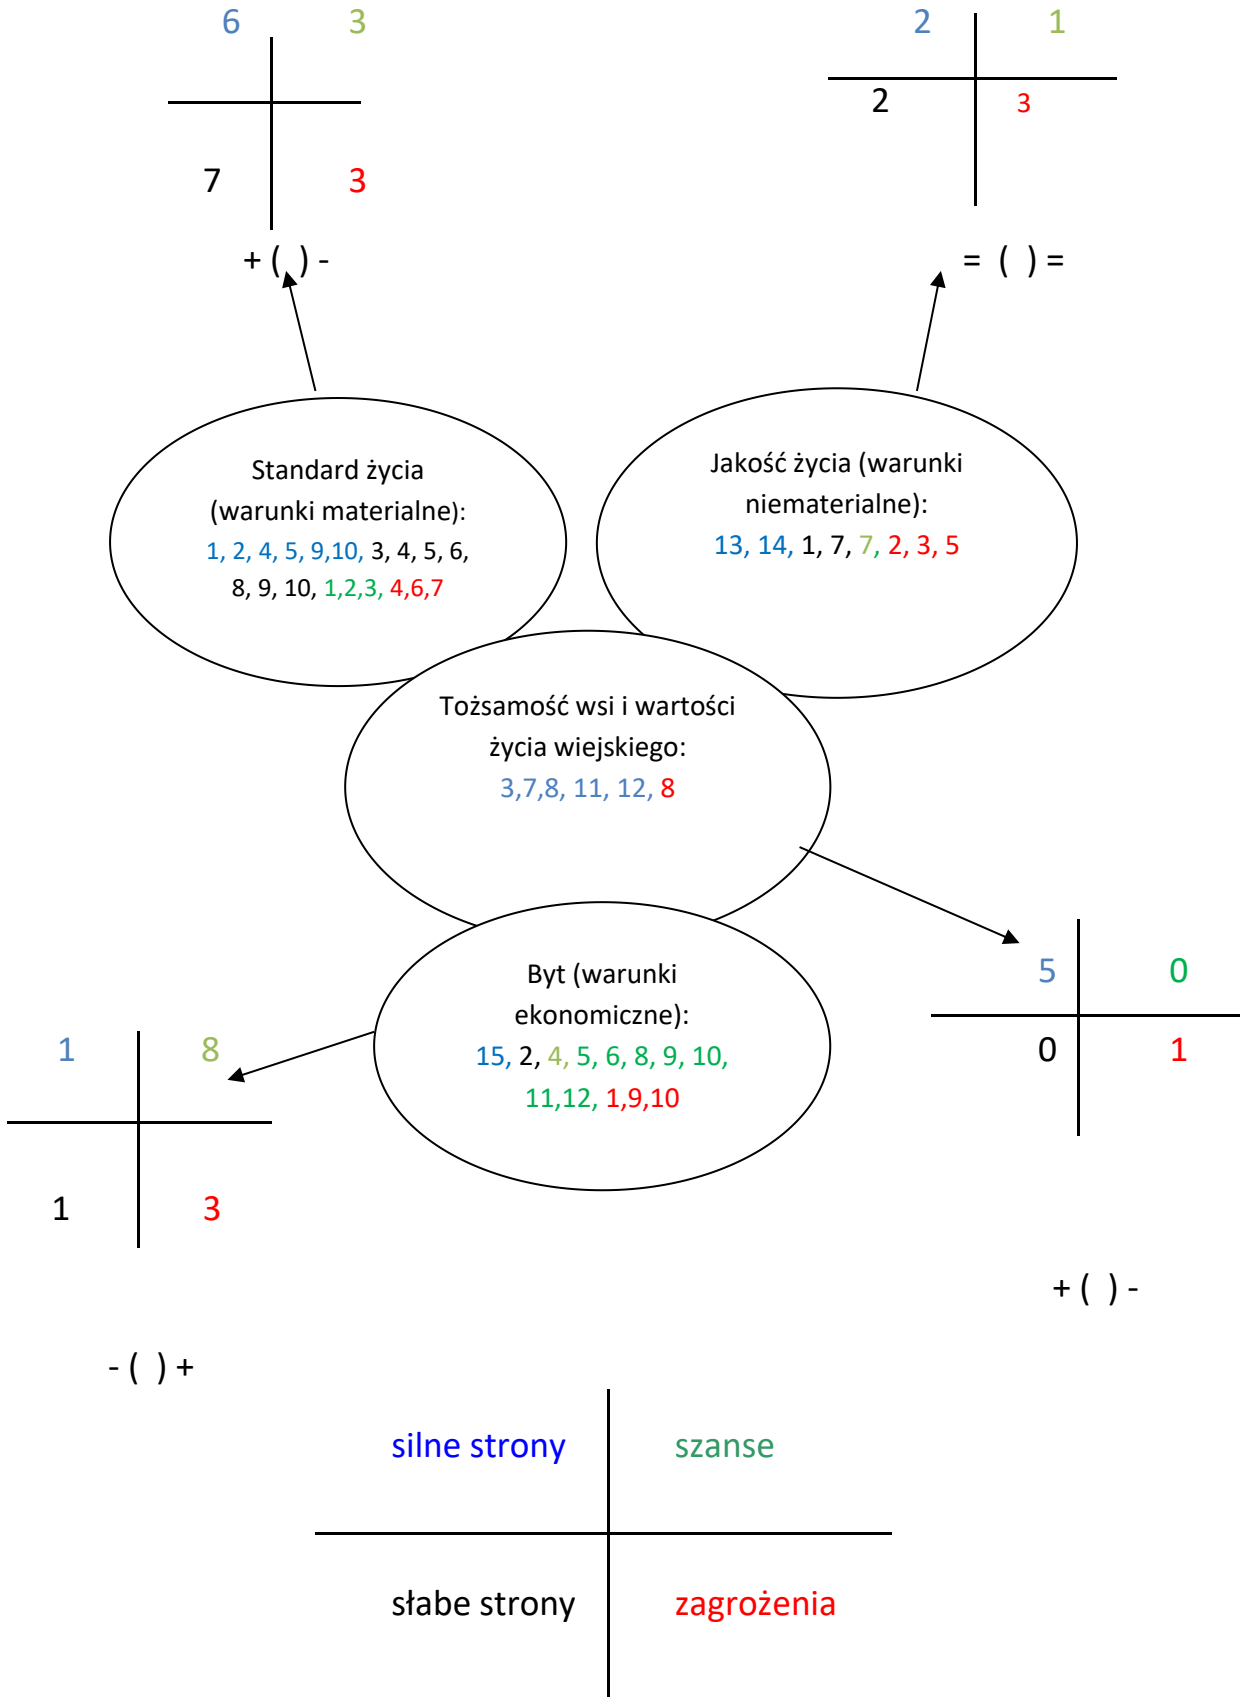 6 3
7 3
+ ( ) -
2 1
2 3
= ( ) =
Standard życia
(warunki materialne):
1, 2, 4, 5, 9,10, 3, 4, 5, 6,
8, 9, 10, 1,2,3, 4,6,7
Jakość życia (warunki
niematerialne):
13, 14, 1, 7, 7, 2, 3, 5
Tożsamość wsi i wartości
życia wiejskiego:
3,7,8, 11, 12, 8
Byt (warunki
ekonomiczne):
15, 2, 4, 5, 6, 8, 9, 10,
11,12, 1,9,10
5 0
0 1
+ ( ) -
1 8
1 3
- ( ) +
silne strony szanse
słabe strony zagrożenia